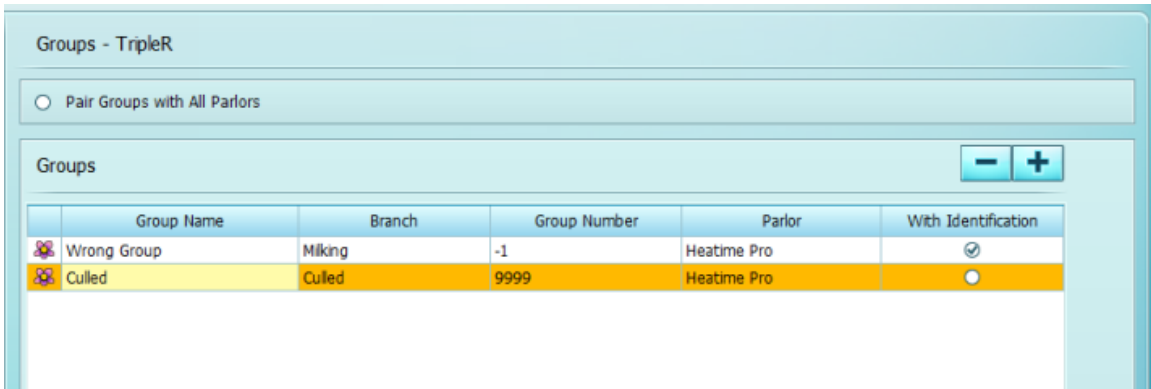 Groups - TripleR
Pair Groups with All Parlors
Groups
Group Name Branch Group Number Parlor With Identification
Wrong Group Milking -1 Heatime Pro
Culled Culled 9999 Heatime Pro